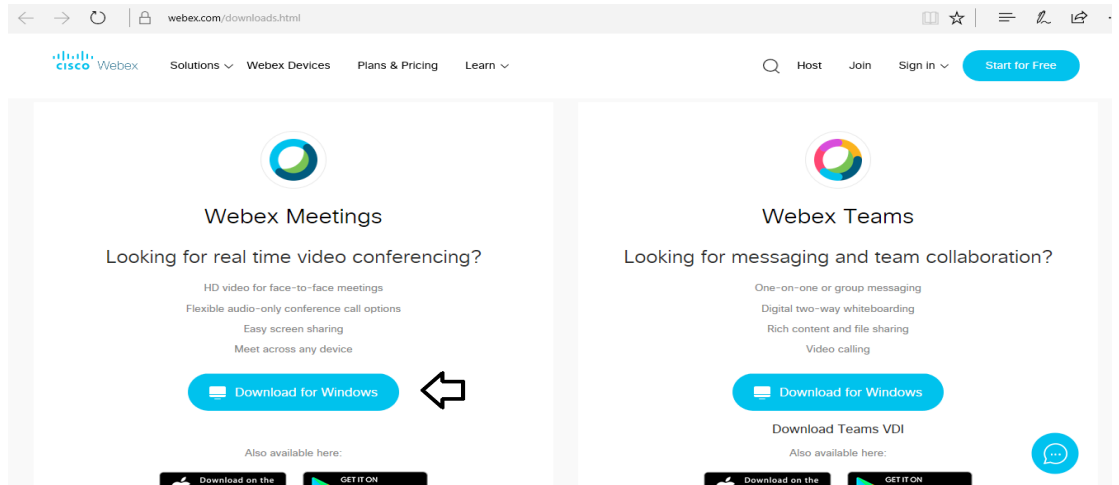 webex.com/downloads.html
CISCO Webex Solutions Webex Devices Plans & Pricing Learn Host Join Sign in Start for Free
Webex Meetings
Looking for real time video conferencing?
HD video for face-to-face meetings
Flexible audio-only conference call options
Easy screen sharing
Meet across any device
Download for Windows
Also available here:
Download on the
GET IT ON
Webex Teams
Looking for messaging and team collaboration?
One-on-one or group messaging
Digital two-way whiteboarding
Rich content and file sharing
Video calling
Download for Windows
Download Teams VDI
Also available here:
Download on the
GET IT ON